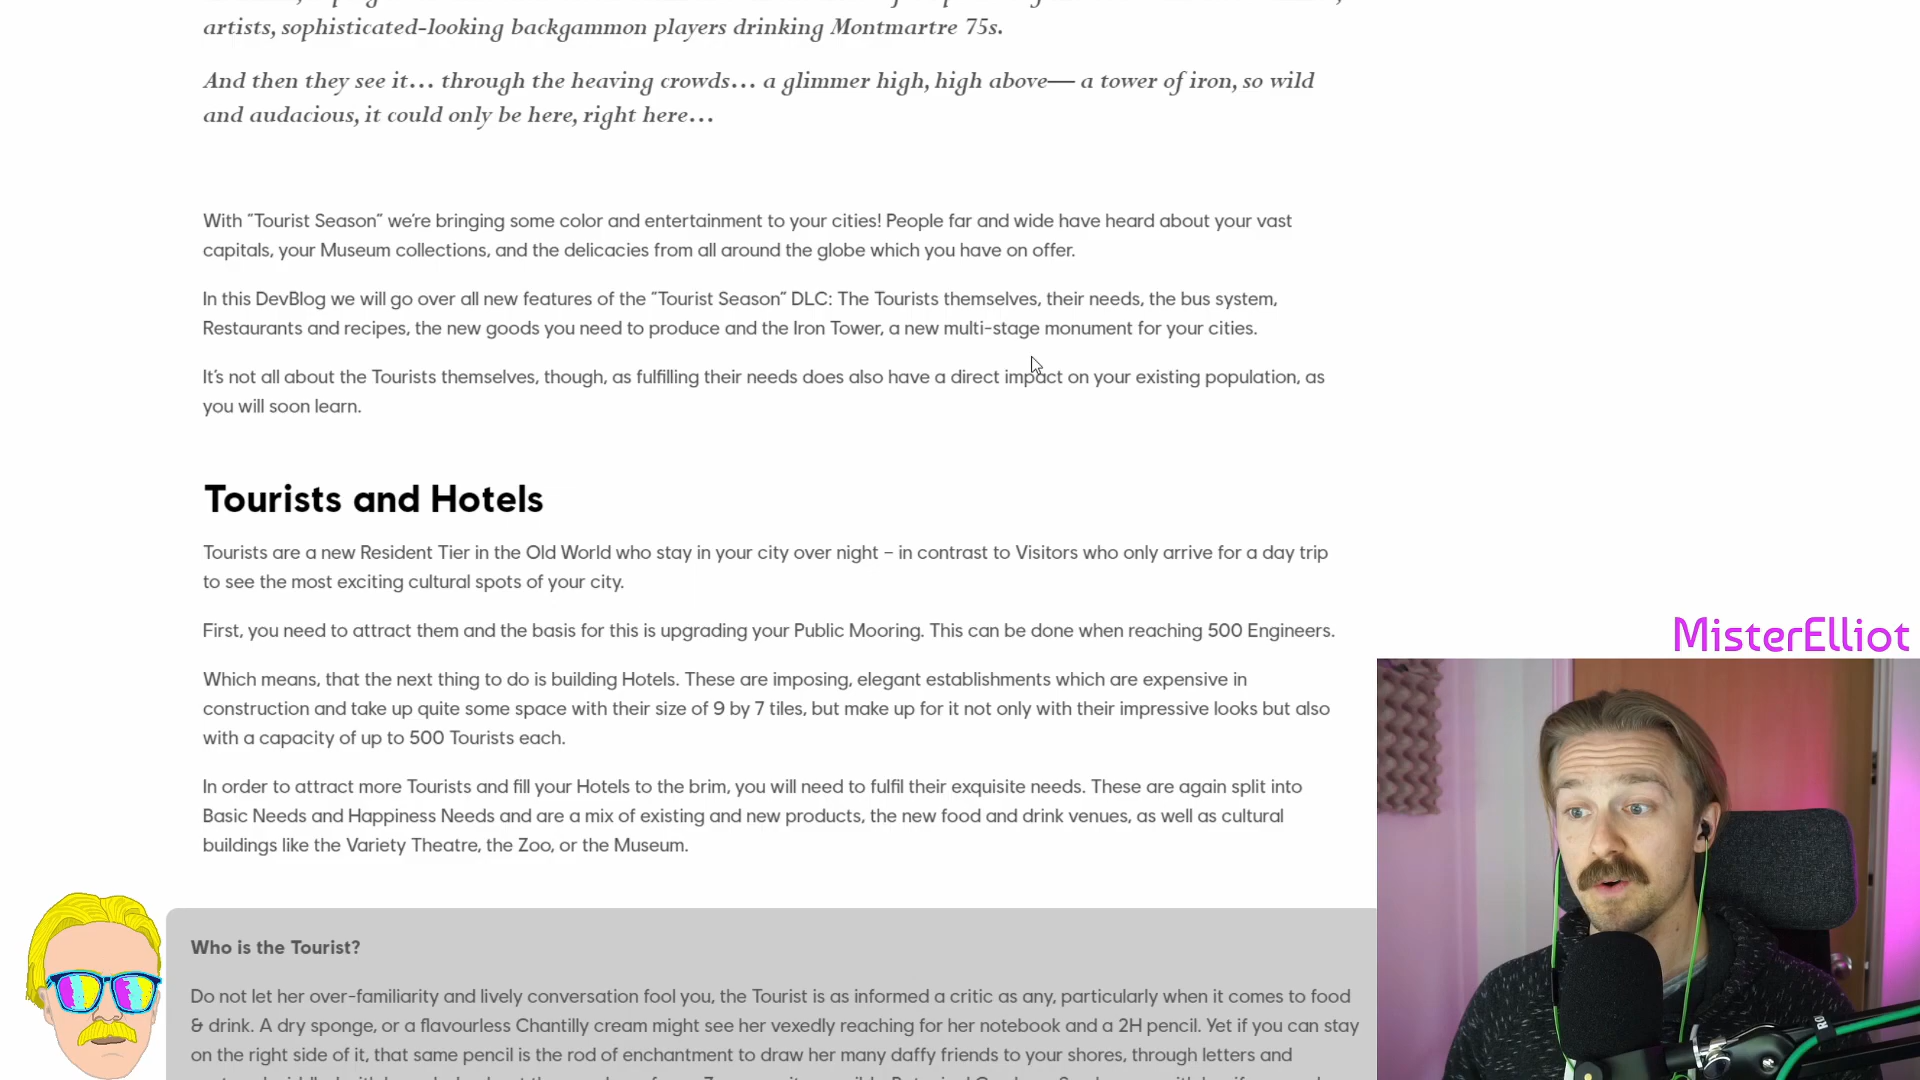 artists, sophisticated-looking backgammon players drinking Montmartre 75s.
And then they see it… through the heaving crowds… a glimmer high, high above— a tower of iron, so wild
and audacious, it could only be here, right here…
With “Tourist Season” we’re bringing some color and entertainment to your cities! People far and wide have heard about your vast
capitals, your Museum collections, and the delicacies from all around the globe which you have on offer.
In this DevBlog we will go over all new features of the “Tourist Season” DLC: The Tourists themselves, their needs, the bus system,
Restaurants and recipes, the new goods you need to produce and the Iron Tower, a new multi-stage monument for your cities.
It’s not all about the Tourists themselves, though, as fulfilling their needs does also have a direct impact on your existing population, as
you will soon learn.
Tourists and Hotels
Tourists are a new Resident Tier in the Old World who stay in your city over night – in contrast to Visitors who only arrive for a day trip
to see the most exciting cultural spots of your city.
First, you need to attract them and the basis for this is upgrading your Public Mooring. This can be done when reaching 500 Engineers.
Which means, that the next thing to do is building Hotels. These are imposing, elegant establishments which are expensive in
construction and take up quite some space with their size of 9 by 7 tiles, but make up for it not only with their impressive looks but also
with a capacity of up to 500 Tourists each.
In order to attract more Tourists and fill your Hotels to the brim, you will need to fulfil their exquisite needs. These are again split into
Basic Needs and Happiness Needs and are a mix of existing and new products, the new food and drink venues, as well as cultural
buildings like the Variety Theatre, the Zoo, or the Museum.
MisterElliot
Who is the Tourist?
Do not let her over-familiarity and lively conversation fool you, the Tourist is as informed a critic as any, particularly when it comes to food
& drink. A dry sponge, or a flavourless Chantilly cream might see her vexedly reaching for her notebook and a 2H pencil. Yet if you can stay
on the right side of it, that same pencil is the rod of enchantment to draw her many daffy friends to your shores, through letters and